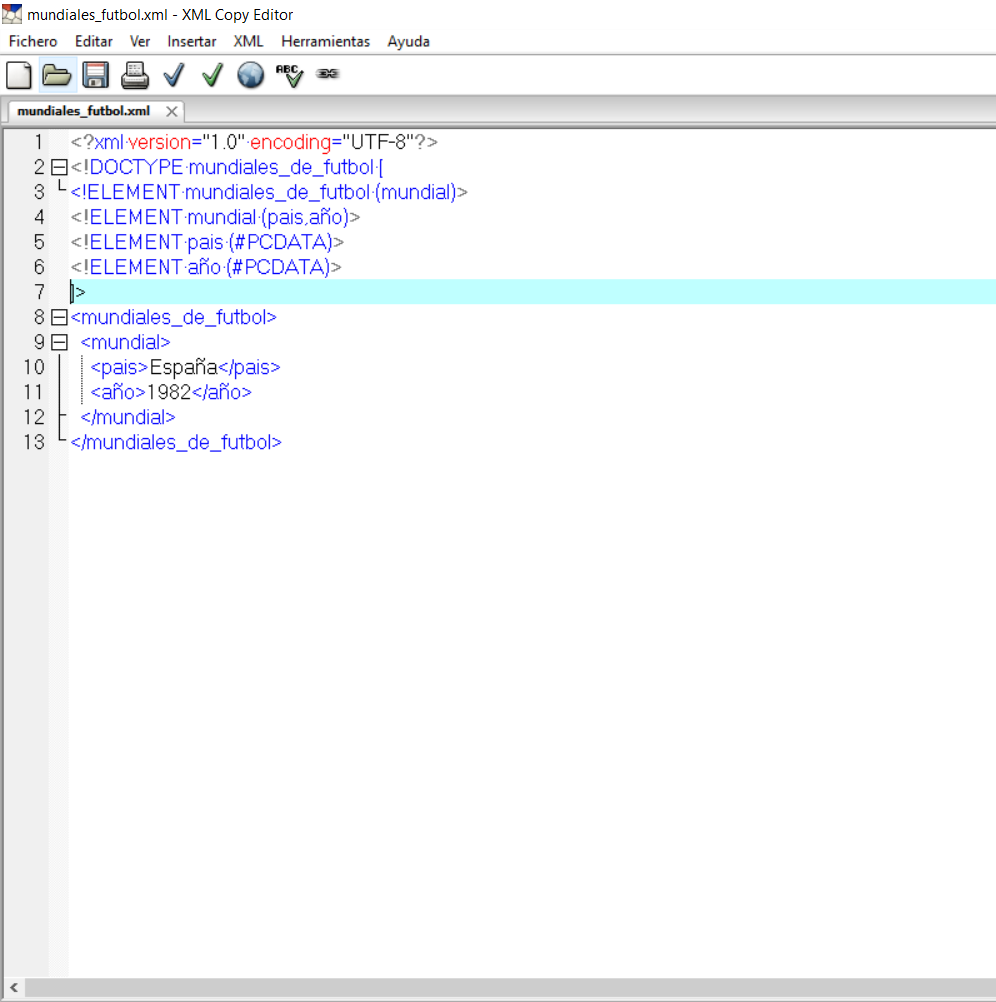 mundiales_futbol.xml - XML Copy Editor
Fichero Editar Ver Insertar XML Herramientas Ayuda
ABC
mundiales_futbol.xml
1 <?xml version="1.0" encoding="UTF-8"?>
2 <!DOCTYPE mundiales_de_futbol [
3 <!ELEMENT mundiales_de_futbol (mundial)>
4 <!ELEMENT mundial (pais,año)>
5 <!ELEMENT pais (#PCDATA)>
6 <!ELEMENT año (#PCDATA)>
7 ]>
8 <mundiales_de_futbol>
9 <mundial>
10 <pais>España</pais>
11 <año>1982</año>
12 </mundial>
13 </mundiales_de_futbol>